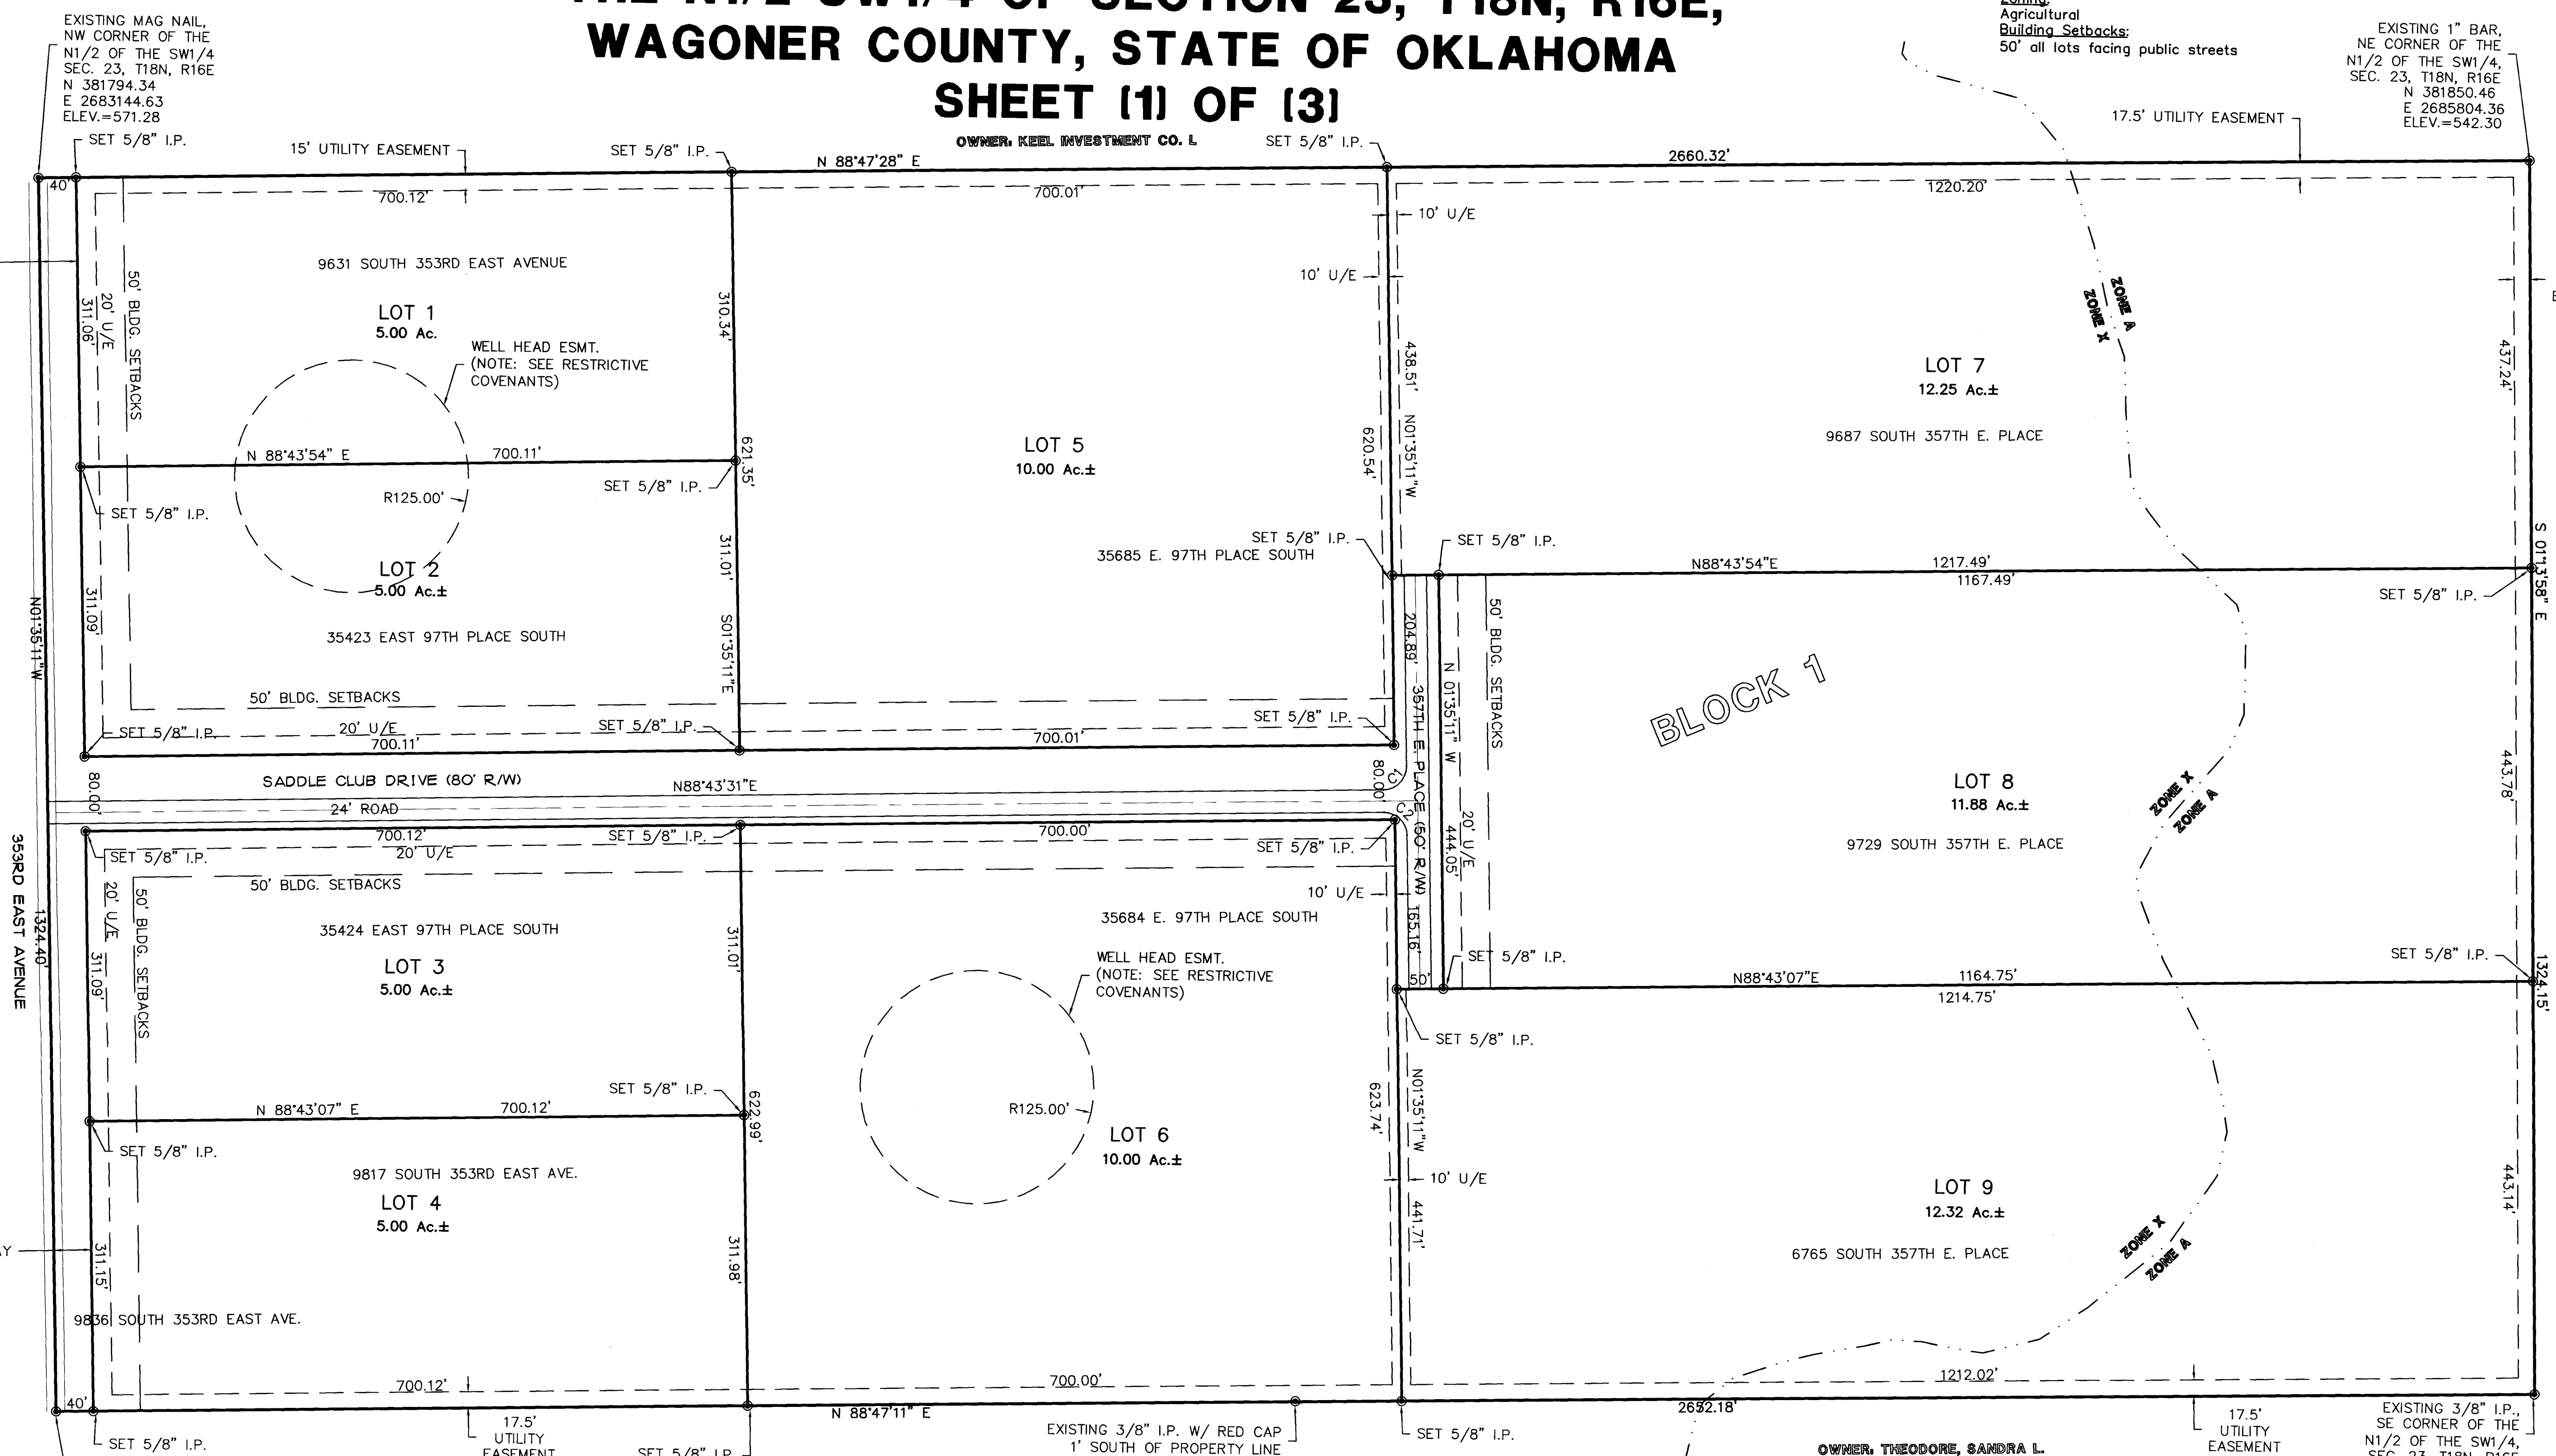 THE N1/2 SW1/4 OF SECTION 23, T18N, R16E,
WAGONER COUNTY, STATE OF OKLAHOMA
SHEET (1) OF (3)
OWNER: KEEL INVESTMENT CO. L
EXISTING MAG NAIL,
NW CORNER OF THE
N1/2 OF THE SW1/4
SEC. 23, T18N, R16E
N 381794.34
E 2683144.63
ELEV.=571.28
Zoning:
Agricultural
Building Setbacks:
50' all lots facing public streets
EXISTING 1" BAR,
NE CORNER OF THE
N1/2 OF THE SW1/4,
SEC. 23, T18N, R16E
N 381850.46
E 2685804.36
ELEV.=542.30
SET 5/8" I.P.
15' UTILITY EASEMENT
SET 5/8" I.P.
N 88°47'28" E
SET 5/8" I.P.
2660.32'
17.5' UTILITY EASEMENT
40'
700.12'
700.01'
1220.20'
10' U/E
10' U/E
9631 SOUTH 353RD EAST AVENUE
LOT 1
5.00 Ac.
20' U/E
311.06'
50' BLDG. SETBACKS
WELL HEAD ESMT.
(NOTE: SEE RESTRICTIVE
COVENANTS)
310.34'
N 88°43'54" E
700.11'
SET 5/8" I.P.
SET 5/8" I.P.
R125.00'
621.35'
LOT 5
10.00 Ac.±
438.51'
N01°35'11"W
620.54'
ZONE A
ZONE X
LOT 7
12.25 Ac.±
9687 SOUTH 357TH E. PLACE
437.24'
LOT 2
5.00 Ac.±
35423 EAST 97TH PLACE SOUTH
311.09'
311.01'
S01°35'11"E
N01°35'11"W
50' BLDG. SETBACKS
SET 5/8" I.P.
20' U/E
700.11'
SET 5/8" I.P.
SET 5/8" I.P.
35685 E. 97TH PLACE SOUTH
SET 5/8" I.P.
SET 5/8" I.P.
N88°43'54"E
1217.49'
1167.49'
SET 5/8" I.P.
S 01°13'58" E
204.89'
50' BLDG. SETBACKS
N 01°35'11" W
357TH E. PLACE (50' R/W)
700.01'
BLOCK 1
80.00'
SADDLE CLUB DRIVE (80' R/W)
N88°43'31"E
24' ROAD
80.00'
C1
C2
20' U/E
444.05'
LOT 8
11.88 Ac.±
9729 SOUTH 357TH E. PLACE
ZONE X
ZONE A
443.78'
353RD EAST AVENUE
1324.40'
700.12'
SET 5/8" I.P.
700.00'
SET 5/8" I.P.
20' U/E
SET 5/8" I.P.
50' BLDG. SETBACKS
10' U/E
35424 EAST 97TH PLACE SOUTH
LOT 3
5.00 Ac.±
20' U/E
50' BLDG. SETBACKS
311.09'
311.01'
35684 E. 97TH PLACE SOUTH
WELL HEAD ESMT.
(NOTE: SEE RESTRICTIVE
COVENANTS)
165.16'
50'
SET 5/8" I.P.
N88°43'07"E
1164.75'
1214.75'
SET 5/8" I.P.
1324.15'
SET 5/8" I.P.
SET 5/8" I.P.
N 88°43'07" E
700.12'
SET 5/8" I.P.
622.99'
R125.00'
LOT 6
10.00 Ac.±
623.74'
N01°35'11"W
10' U/E
441.71'
9817 SOUTH 353RD EAST AVE.
LOT 4
5.00 Ac.±
311.15'
311.98'
9836 SOUTH 353RD EAST AVE.
LOT 9
12.32 Ac.±
6765 SOUTH 357TH E. PLACE
ZONE X
ZONE A
443.14'
40'
700.12'
SET 5/8" I.P.
17.5'
UTILITY
EASEMENT
SET 5/8" I.P.
N 88°47'11" E
700.00'
EXISTING 3/8" I.P. W/ RED CAP
1' SOUTH OF PROPERTY LINE
SET 5/8" I.P.
1212.02'
OWNER: THEODORE, SANDRA L.
17.5'
UTILITY
EASEMENT
EXISTING 3/8" I.P.,
SE CORNER OF THE
N1/2 OF THE SW1/4,
SEC. 23, T18N, R16E